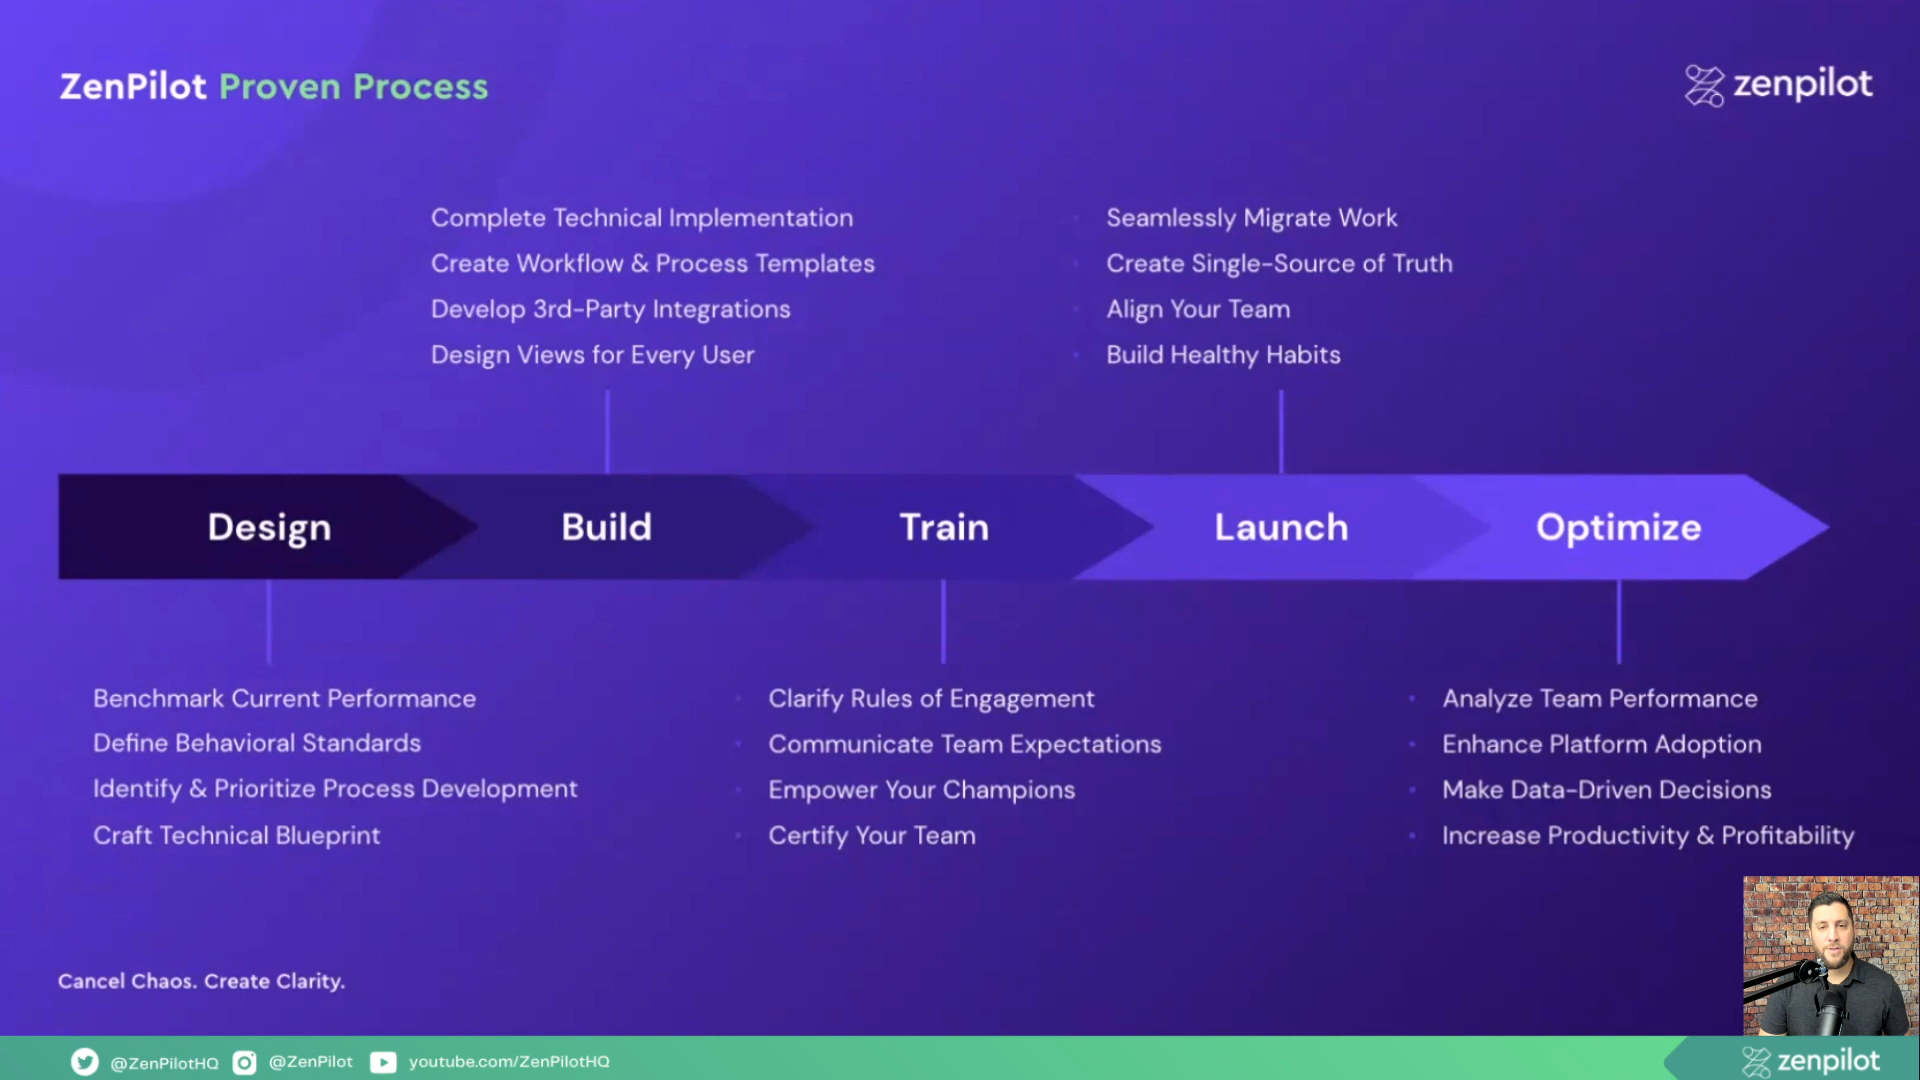 ZenPilot Proven Process
zenpilot
Complete Technical Implementation
Create Workflow & Process Templates
Develop 3rd-Party Integrations
Design Views for Every User
Seamlessly Migrate Work
Create Single-Source of Truth
Align Your Team
Build Healthy Habits
Design
Build
Train
Launch
Optimize
Benchmark Current Performance
Define Behavioral Standards
Identify & Prioritize Process Development
Craft Technical Blueprint
Clarify Rules of Engagement
Communicate Team Expectations
Empower Your Champions
Certify Your Team
Analyze Team Performance
Enhance Platform Adoption
Make Data-Driven Decisions
Increase Productivity & Profitability
Cancel Chaos. Create Clarity.
@ZenPilotHQ
@ZenPilot
youtube.com/ZenPilotHQ
zenpilot